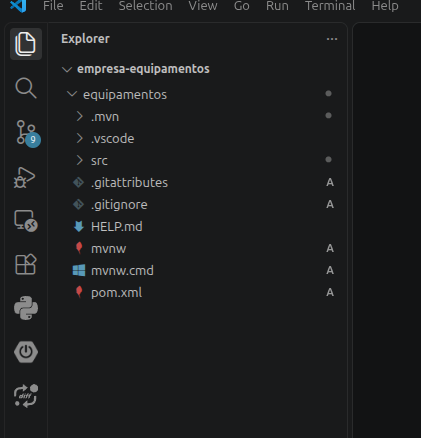 File Edit Selection View Go Run Terminal Help
Explorer ...
empresa-equipamentos
equipamentos
.mvn
.vscode
9
src
.gitattributes A
.gitignore A
HELP.md
mvnw A
mvnw.cmd A
pom.xml A
diff